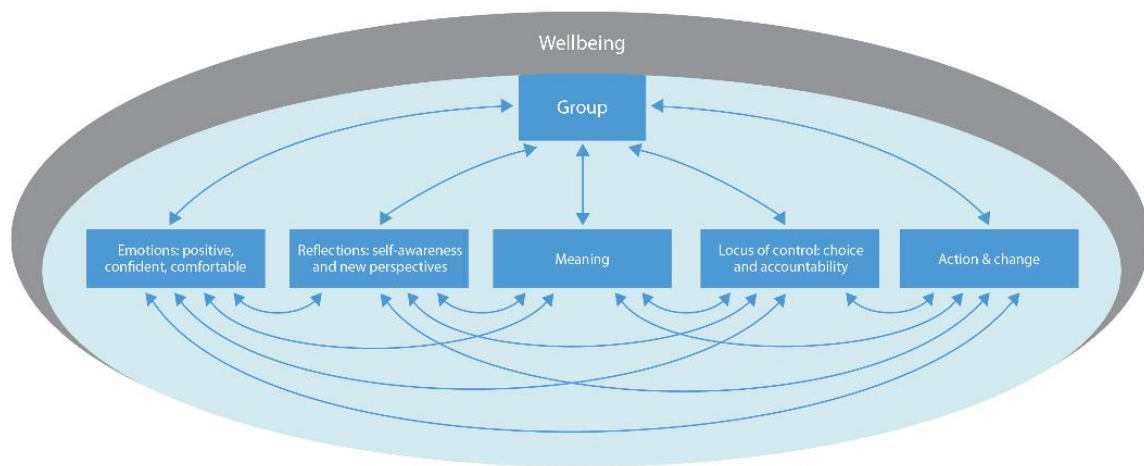 Wellbeing
Group
Emotions: positive,
confident, comfortable
Reflections: self-awareness
and new perspectives
Meaning
Locus of control: choice
and accountability
Action & change